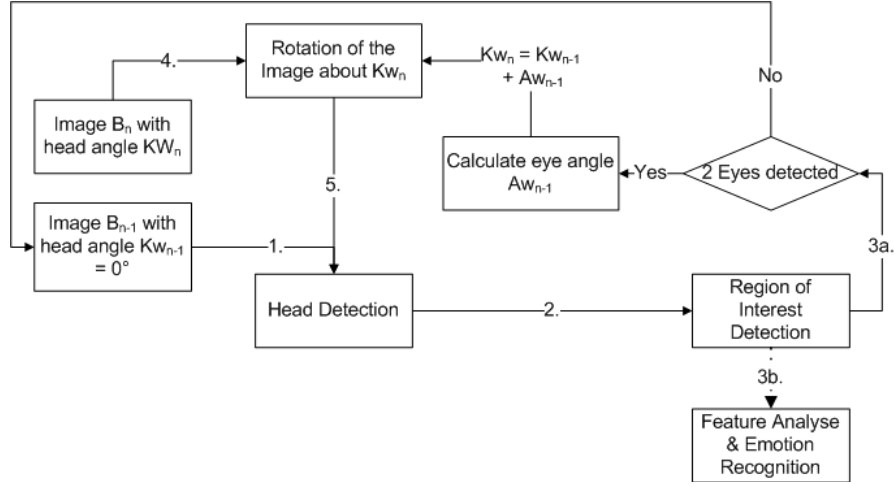 4.
Rotation of the
Image about Kwₙ
Kwₙ = Kwₙ₋₁
+ Awₙ₋₁
No
Image Bₙ with
head angle KWₙ
Calculate eye angle
Awₙ₋₁
Yes
2 Eyes detected
5.
Image Bₙ₋₁ with
head angle Kwₙ₋₁
= 0°
1.
3a.
Head Detection
2.
Region of
Interest
Detection
3b.
Feature Analyse
& Emotion
Recognition